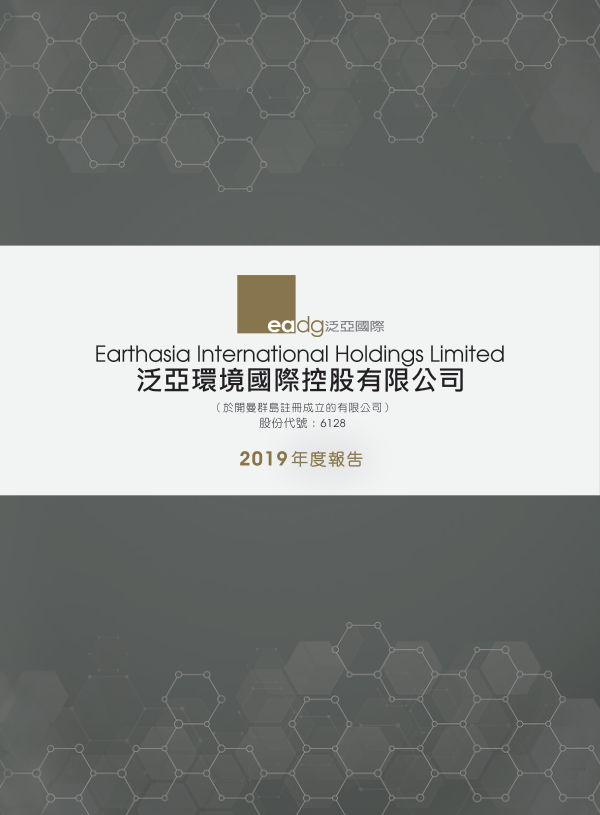 eadg泛亞國際
Earthasia International Holdings Limited
泛亞環境國際控股有限公司
（於開曼群島註冊成立的有限公司）
股份代號：6128
2019年度報告